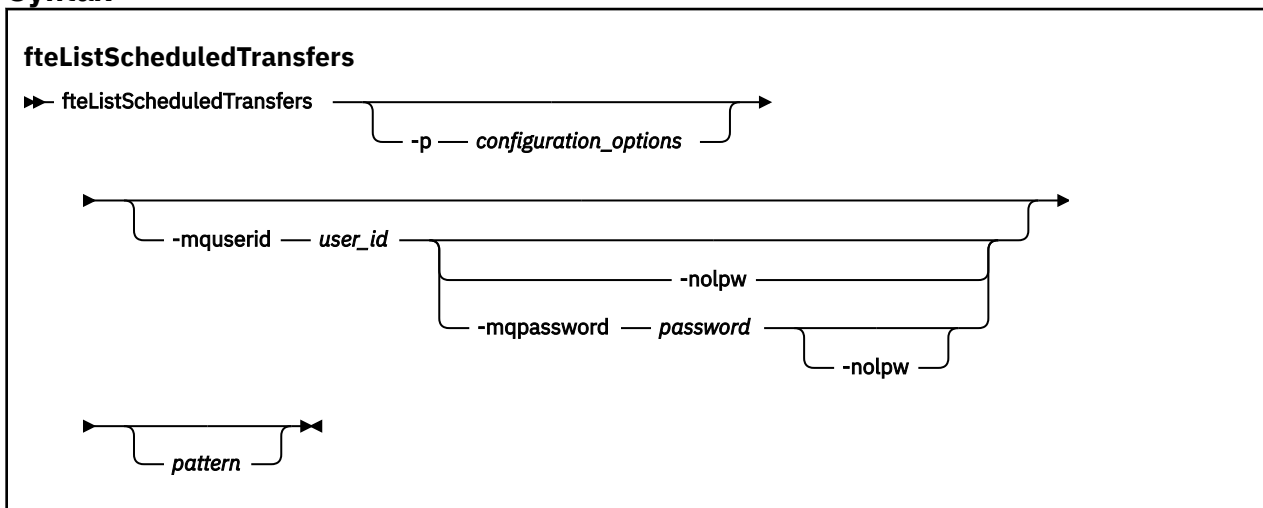 Syntax
fteListScheduledTransfers
fteListScheduledTransfers
-p configuration_options
-mquserid user_id
-nolpw
-mqpassword password
-nolpw
pattern